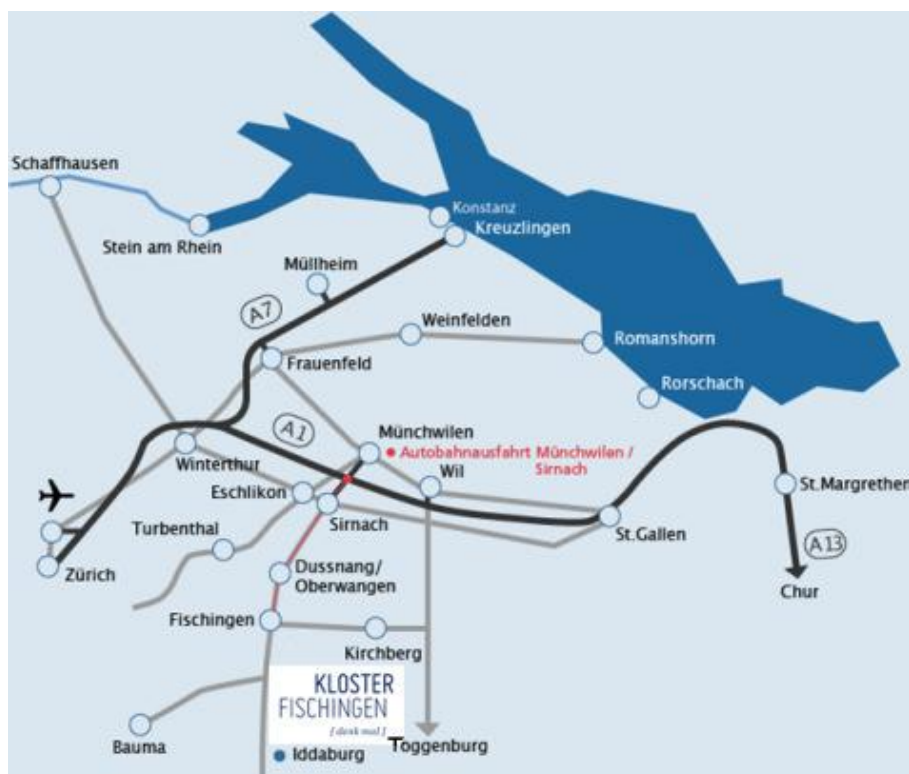 Schaffhausen
Konstanz
Kreuzlingen
Stein am Rhein
Müllheim
A7
Weinfelden
Romanshorn
Frauenfeld
Rorschach
A1
Münchwilen
Autobahnausfahrt Münchwilen /
Sirnach
Winterthur
Wil
Eschlikon
St.Margrethen
Sirnach
Turbenthal
St.Gallen
A13
Dussnang/
Oberwangen
Zürich
Chur
Fischingen
Kirchberg
KLOSTER
FISCHINGEN
[denk mal]
Bauma
Toggenburg
Iddaburg